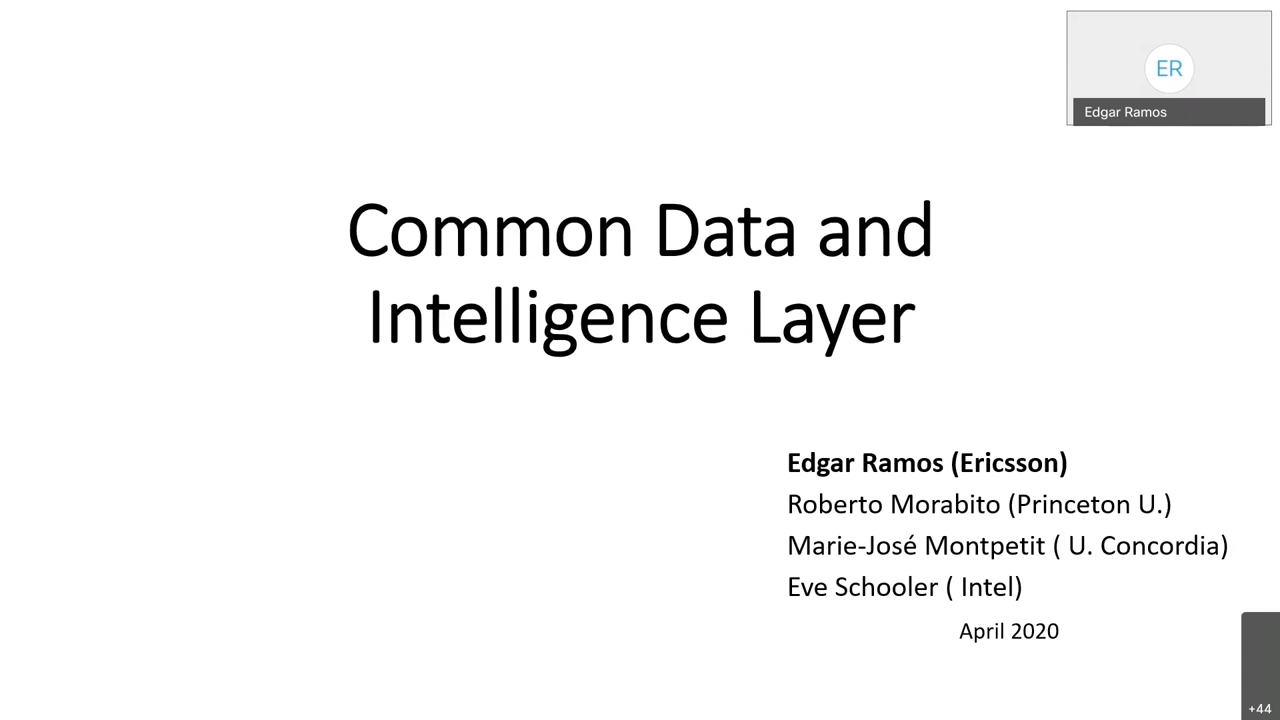 ER
Edgar Ramos
Common Data and
Intelligence Layer
Edgar Ramos (Ericsson)
Roberto Morabito (Princeton U.)
Marie-José Montpetit ( U. Concordia)
Eve Schooler ( Intel)
April 2020
+44